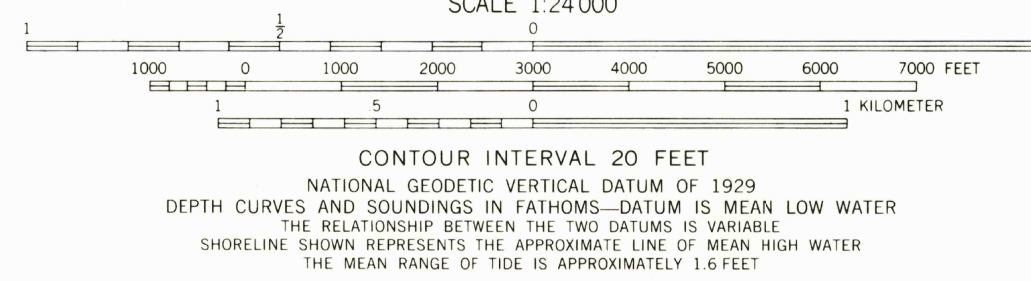 SCALE 1:24 000
1 ½ 0
1000 0 1000 2000 3000 4000 5000 6000 7000 FEET
1 .5 0 1 KILOMETER
CONTOUR INTERVAL 20 FEET
NATIONAL GEODETIC VERTICAL DATUM OF 1929
DEPTH CURVES AND SOUNDINGS IN FATHOMS—DATUM IS MEAN LOW WATER
THE RELATIONSHIP BETWEEN THE TWO DATUMS IS VARIABLE
SHORELINE SHOWN REPRESENTS THE APPROXIMATE LINE OF MEAN HIGH WATER
THE MEAN RANGE OF TIDE IS APPROXIMATELY 1.6 FEET